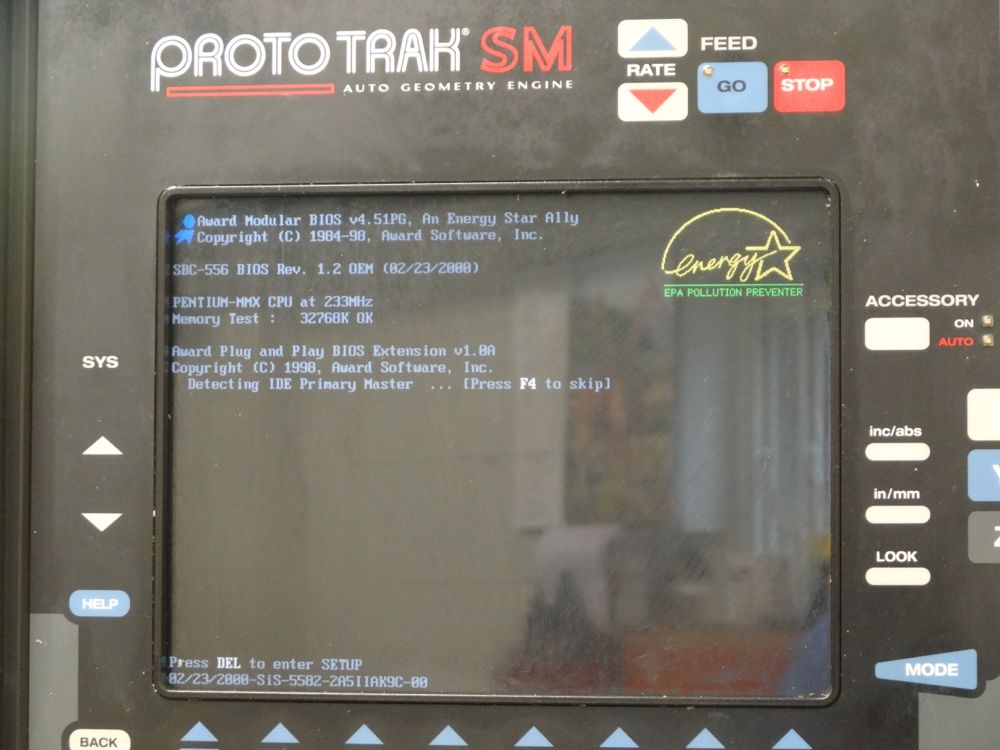 PROTOTRAK® SM
AUTO GEOMETRY ENGINE
FEED
RATE
GO
STOP
Award Modular BIOS v4.51PG, An Energy Star Ally
Copyright (C) 1984-98, Award Software, Inc.
energy
EPA POLLUTION PREVENTER
SBC-556 BIOS Rev. 1.2 OEM (02/23/2000)
PENTIUM-MMX CPU at 233MHz
Memory Test :   32768K OK
Award Plug and Play BIOS Extension v1.0A
Copyright (C) 1998, Award Software, Inc.
Detecting IDE Primary Master  ... [Press F4 to skip]
Press DEL to enter SETUP
02/23/2000-SiS-5582-2A5IIAK9C-00
SYS
HELP
BACK
ACCESSORY
ON
AUTO
inc/abs
in/mm
LOOK
MODE